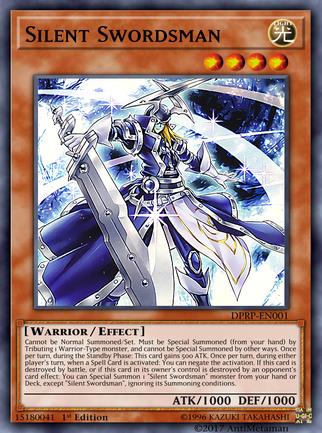 Silent Swordsman
LIGHT
光
DPRP-EN001
[Warrior / Effect]
Cannot be Normal Summoned/Set. Must be Special Summoned (from your hand) by
Tributing 1 Warrior-Type monster, and cannot be Special Summoned by other ways. Once
per turn, during the Standby Phase: This card gains 500 ATK. Once per turn, during either
player's turn, when a Spell Card is activated: You can negate the activation. If this card is
destroyed by battle, or if this card in its owner's control is destroyed by an opponent's
card effect: You can Special Summon 1 "Silent Swordsman" monster from your hand or
Deck, except "Silent Swordsman", ignoring its Summoning conditions.
ATK/1000 DEF/1000
15180041 1st Edition
©1996 KAZUKI TAKAHASHI
©2017 AntiMetaman